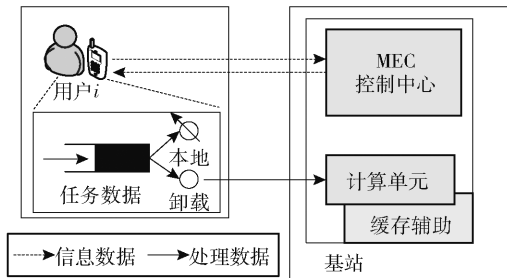 用户i
任务数据
本地
卸载
MEC
控制中心
计算单元
缓存辅助
基站
信息数据
处理数据